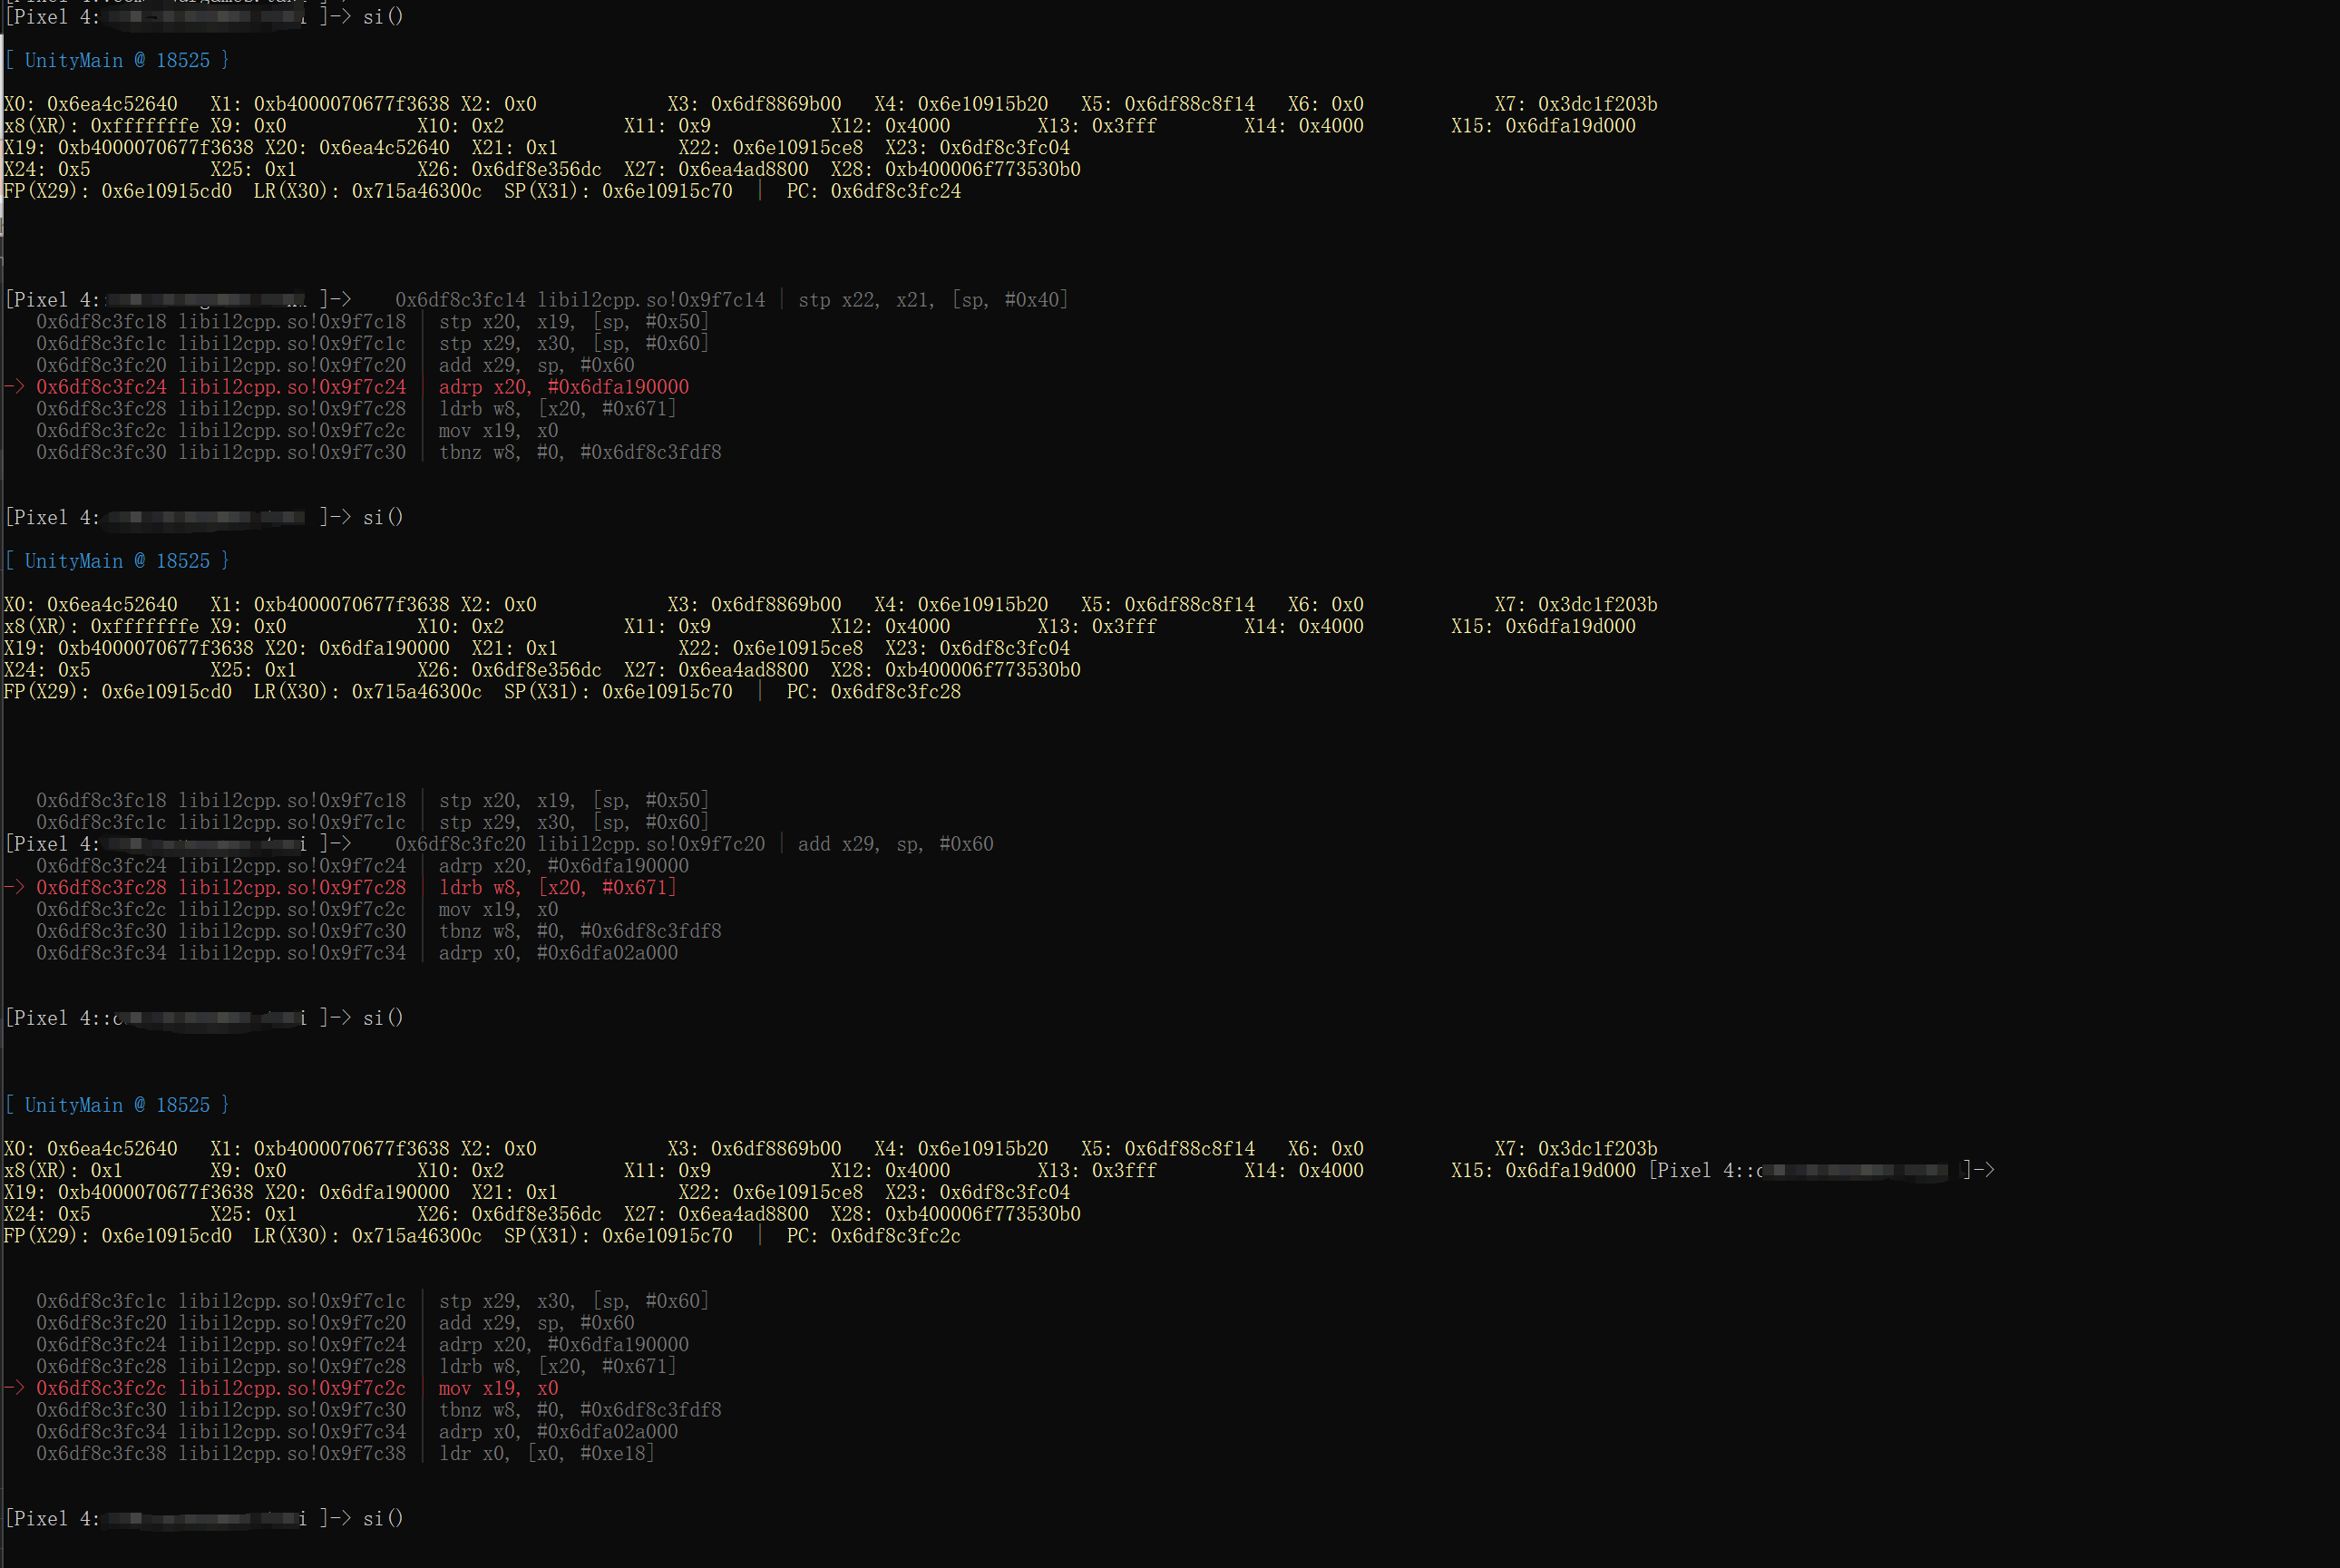 [Pixel 4: ]-> si()
[ UnityMain @ 18525 }
X0: 0x6ea4c52640 X1: 0xb4000070677f3638 X2: 0x0 X3: 0x6df8869b00 X4: 0x6e10915b20 X5: 0x6df88c8f14 X6: 0x0 X7: 0x3dc1f203b
x8(XR): 0xfffffffe X9: 0x0 X10: 0x2 X11: 0x9 X12: 0x4000 X13: 0x3fff X14: 0x4000 X15: 0x6dfa19d000
X19: 0xb4000070677f3638 X20: 0x6ea4c52640 X21: 0x1 X22: 0x6e10915ce8 X23: 0x6df8c3fc04
X24: 0x5 X25: 0x1 X26: 0x6df8e356dc X27: 0x6ea4ad8800 X28: 0xb400006f773530b0
FP(X29): 0x6e10915cd0 LR(X30): 0x715a46300c SP(X31): 0x6e10915c70 | PC: 0x6df8c3fc24
[Pixel 4:: ]-> 0x6df8c3fc14 libil2cpp.so!0x9f7c14 | stp x22, x21, [sp, #0x40]
0x6df8c3fc18 libil2cpp.so!0x9f7c18 | stp x20, x19, [sp, #0x50]
0x6df8c3fc1c libil2cpp.so!0x9f7c1c | stp x29, x30, [sp, #0x60]
0x6df8c3fc20 libil2cpp.so!0x9f7c20 | add x29, sp, #0x60
-> 0x6df8c3fc24 libil2cpp.so!0x9f7c24 | adrp x20, #0x6dfa190000
0x6df8c3fc28 libil2cpp.so!0x9f7c28 | ldrb w8, [x20, #0x671]
0x6df8c3fc2c libil2cpp.so!0x9f7c2c | mov x19, x0
0x6df8c3fc30 libil2cpp.so!0x9f7c30 | tbnz w8, #0, #0x6df8c3fdf8
[Pixel 4: ]-> si()
[ UnityMain @ 18525 }
X0: 0x6ea4c52640 X1: 0xb4000070677f3638 X2: 0x0 X3: 0x6df8869b00 X4: 0x6e10915b20 X5: 0x6df88c8f14 X6: 0x0 X7: 0x3dc1f203b
x8(XR): 0xfffffffe X9: 0x0 X10: 0x2 X11: 0x9 X12: 0x4000 X13: 0x3fff X14: 0x4000 X15: 0x6dfa19d000
X19: 0xb4000070677f3638 X20: 0x6dfa190000 X21: 0x1 X22: 0x6e10915ce8 X23: 0x6df8c3fc04
X24: 0x5 X25: 0x1 X26: 0x6df8e356dc X27: 0x6ea4ad8800 X28: 0xb400006f773530b0
FP(X29): 0x6e10915cd0 LR(X30): 0x715a46300c SP(X31): 0x6e10915c70 | PC: 0x6df8c3fc28
0x6df8c3fc18 libil2cpp.so!0x9f7c18 | stp x20, x19, [sp, #0x50]
0x6df8c3fc1c libil2cpp.so!0x9f7c1c | stp x29, x30, [sp, #0x60]
[Pixel 4: i ]-> 0x6df8c3fc20 libil2cpp.so!0x9f7c20 | add x29, sp, #0x60
0x6df8c3fc24 libil2cpp.so!0x9f7c24 | adrp x20, #0x6dfa190000
-> 0x6df8c3fc28 libil2cpp.so!0x9f7c28 | ldrb w8, [x20, #0x671]
0x6df8c3fc2c libil2cpp.so!0x9f7c2c | mov x19, x0
0x6df8c3fc30 libil2cpp.so!0x9f7c30 | tbnz w8, #0, #0x6df8c3fdf8
0x6df8c3fc34 libil2cpp.so!0x9f7c34 | adrp x0, #0x6dfa02a000
[Pixel 4:: i ]-> si()
[ UnityMain @ 18525 }
X0: 0x6ea4c52640 X1: 0xb4000070677f3638 X2: 0x0 X3: 0x6df8869b00 X4: 0x6e10915b20 X5: 0x6df88c8f14 X6: 0x0 X7: 0x3dc1f203b
x8(XR): 0x1 X9: 0x0 X10: 0x2 X11: 0x9 X12: 0x4000 X13: 0x3fff X14: 0x4000 X15: 0x6dfa19d000 [Pixel 4:: ]->
X19: 0xb4000070677f3638 X20: 0x6dfa190000 X21: 0x1 X22: 0x6e10915ce8 X23: 0x6df8c3fc04
X24: 0x5 X25: 0x1 X26: 0x6df8e356dc X27: 0x6ea4ad8800 X28: 0xb400006f773530b0
FP(X29): 0x6e10915cd0 LR(X30): 0x715a46300c SP(X31): 0x6e10915c70 | PC: 0x6df8c3fc2c
0x6df8c3fc1c libil2cpp.so!0x9f7c1c | stp x29, x30, [sp, #0x60]
0x6df8c3fc20 libil2cpp.so!0x9f7c20 | add x29, sp, #0x60
0x6df8c3fc24 libil2cpp.so!0x9f7c24 | adrp x20, #0x6dfa190000
0x6df8c3fc28 libil2cpp.so!0x9f7c28 | ldrb w8, [x20, #0x671]
-> 0x6df8c3fc2c libil2cpp.so!0x9f7c2c | mov x19, x0
0x6df8c3fc30 libil2cpp.so!0x9f7c30 | tbnz w8, #0, #0x6df8c3fdf8
0x6df8c3fc34 libil2cpp.so!0x9f7c34 | adrp x0, #0x6dfa02a000
0x6df8c3fc38 libil2cpp.so!0x9f7c38 | ldr x0, [x0, #0xe18]
[Pixel 4: i ]-> si()